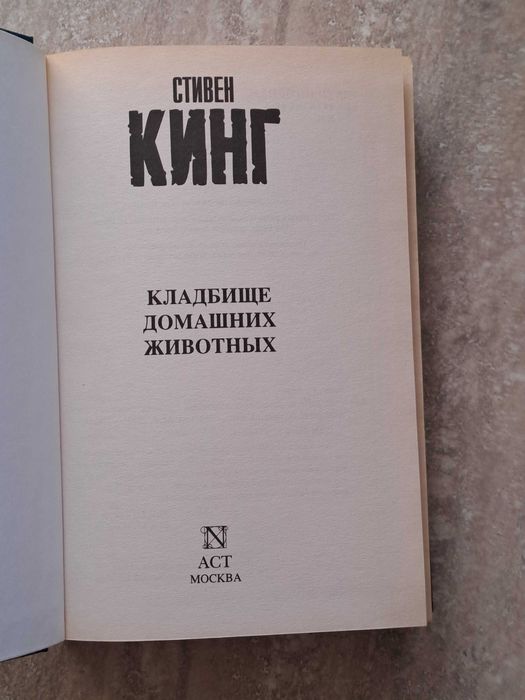 СТИВЕН
КИНГ
КЛАДБИЩЕ
ДОМАШНИХ
ЖИВОТНЫХ
N
АСТ
МОСКВА